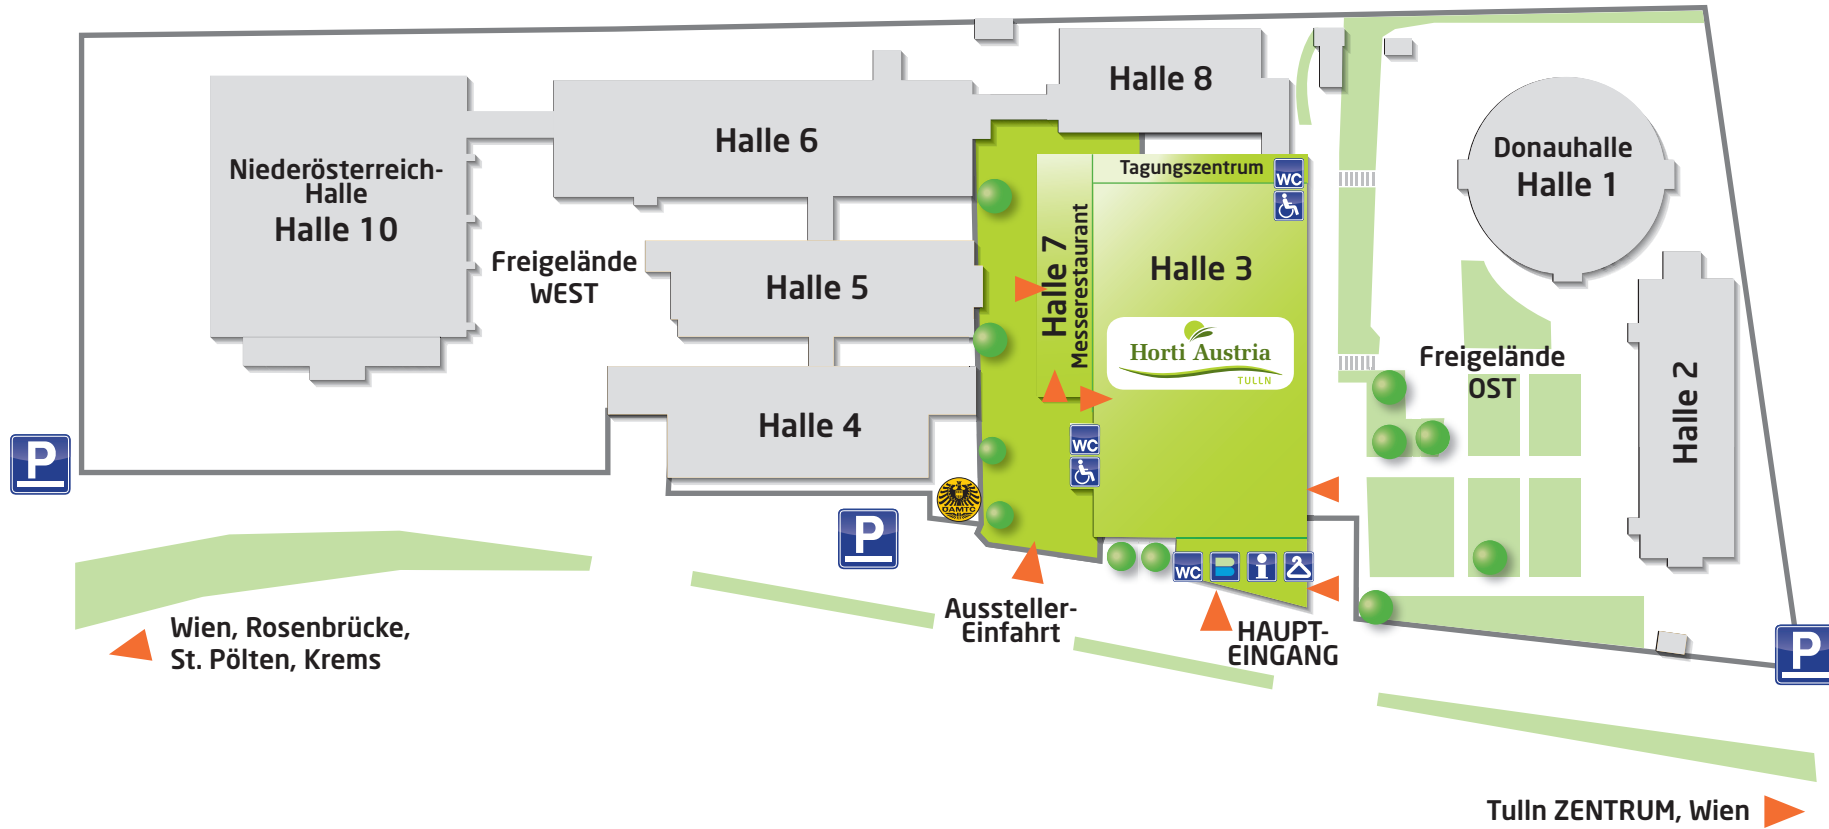 Halle 8
Halle 6
Niederösterreich-
Halle
Halle 10
Tagungszentrum
WC
Donauhalle
Halle 1
Freigelände
WEST
Halle 5
Halle 7
Messerestaurant
Halle 3
Horti Austria
TULLN
Freigelände
OST
Halle 2
Halle 4
WC
P
ÖAMTC
P
WC
i
Aussteller-
Einfahrt
HAUPT-
EINGANG
Wien, Rosenbrücke,
St. Pölten, Krems
P
Tulln ZENTRUM, Wien